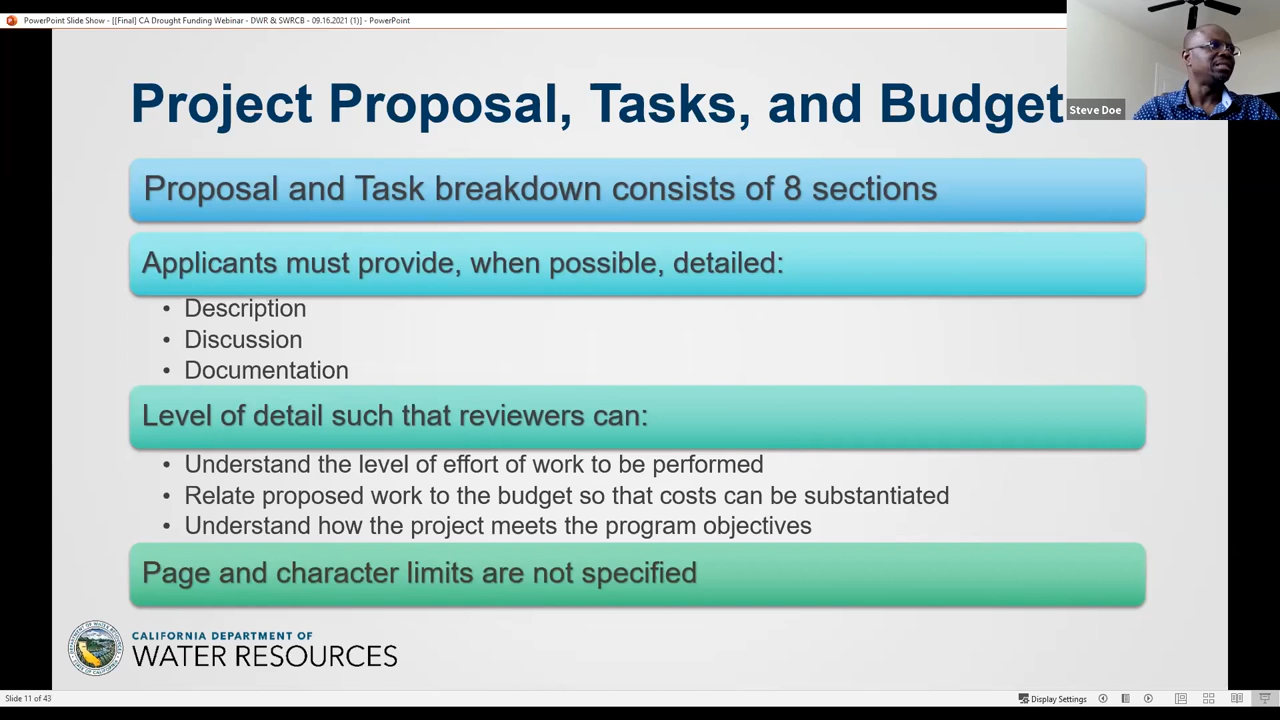 PowerPoint Slide Show - [[Final] CA Drought Funding Webinar - DWR & SWRCB - 09.16.2021 (1)] - PowerPoint
Project Proposal, Tasks, and Budget
Steve Doe
Proposal and Task breakdown consists of 8 sections
Applicants must provide, when possible, detailed:
• Description
• Discussion
• Documentation
Level of detail such that reviewers can:
• Understand the level of effort of work to be performed
• Relate proposed work to the budget so that costs can be substantiated
• Understand how the project meets the program objectives
Page and character limits are not specified
CALIFORNIA DEPARTMENT OF
WATER RESOURCES
Slide 11 of 43
Display Settings